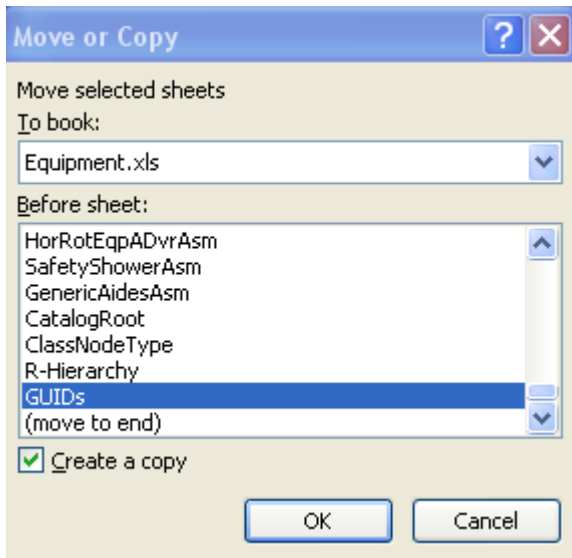 Move or Copy
Move selected sheets
To book:
Equipment.xls
Before sheet:
HorRotEqpADvrAsm
SafetyShowerAsm
GenericAidesAsm
CatalogRoot
ClassNodeType
R-Hierarchy
GUIDs
(move to end)
Create a copy
OK Cancel